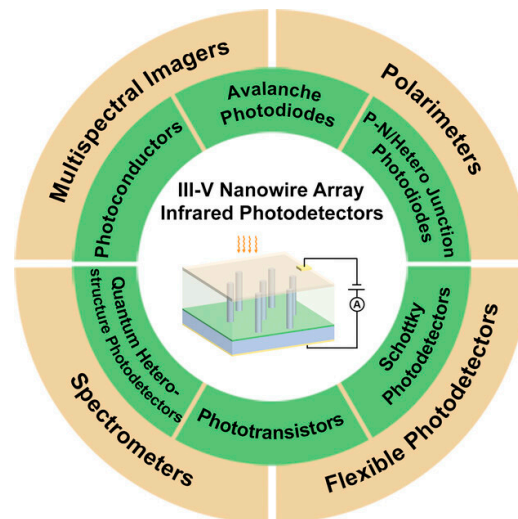 Multispectral Imagers
Polarimeters
Avalanche
Photodiodes
Photoconductors
P-N/Hetero Junction
Photodiodes
III-V Nanowire Array
Infrared Photodetectors
A
Quantum Hetero-
structure Photodetectors
Schottky
Photodetectors
Phototransistors
Spectrometers
Flexible Photodetectors